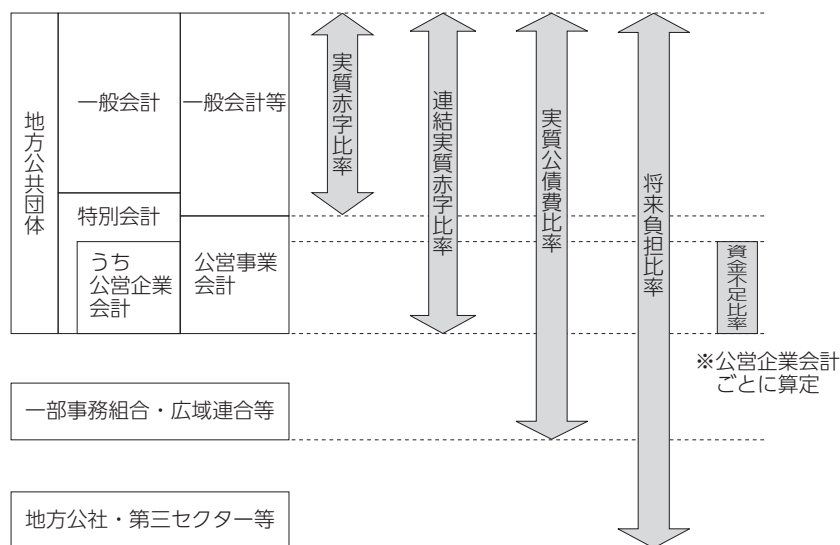 地方公共団体
一般会計
一般会計等
特別会計
うち
公営企業
会計
公営事業
会計
実質赤字比率
連結実質赤字比率
実質公債費比率
将来負担比率
資金不足比率
※公営企業会計
ごとに算定
一部事務組合・広域連合等
地方公社・第三セクター等